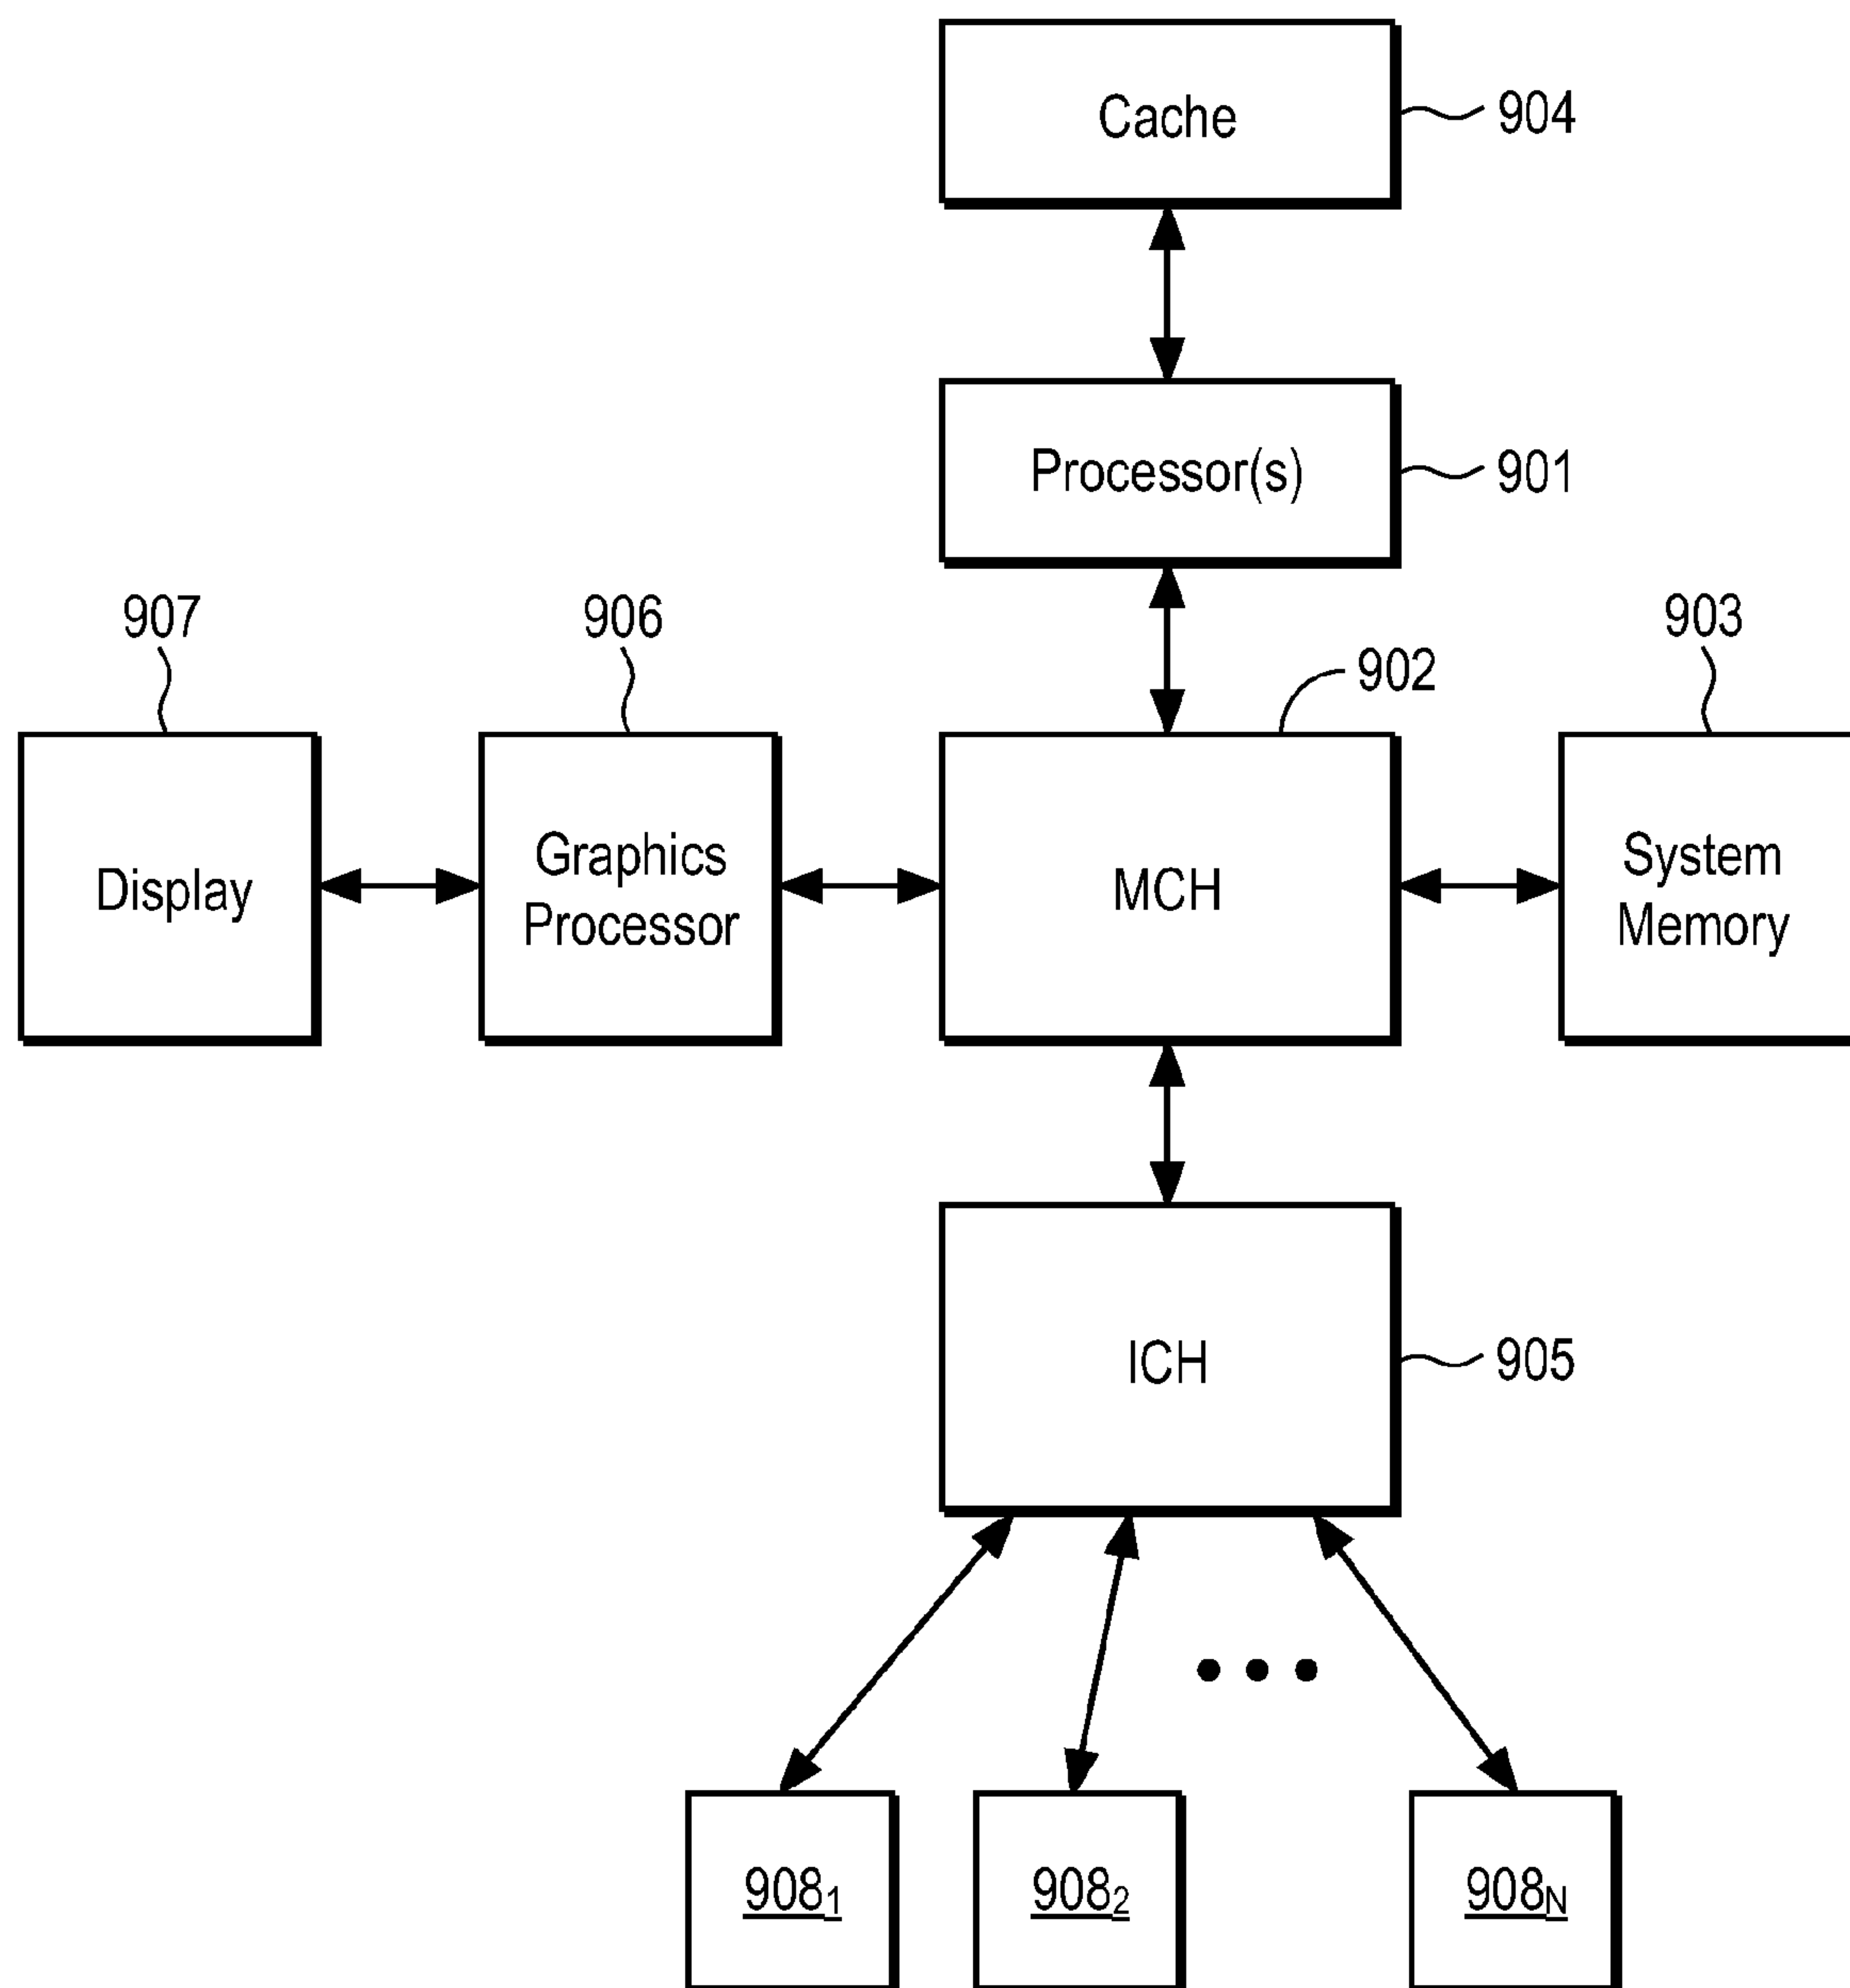 Cache
904
Processor(s)
901
907
906
903
902
Display
Graphics
Processor
MCH
System
Memory
ICH
905
908₁
908₂
• • •
908N